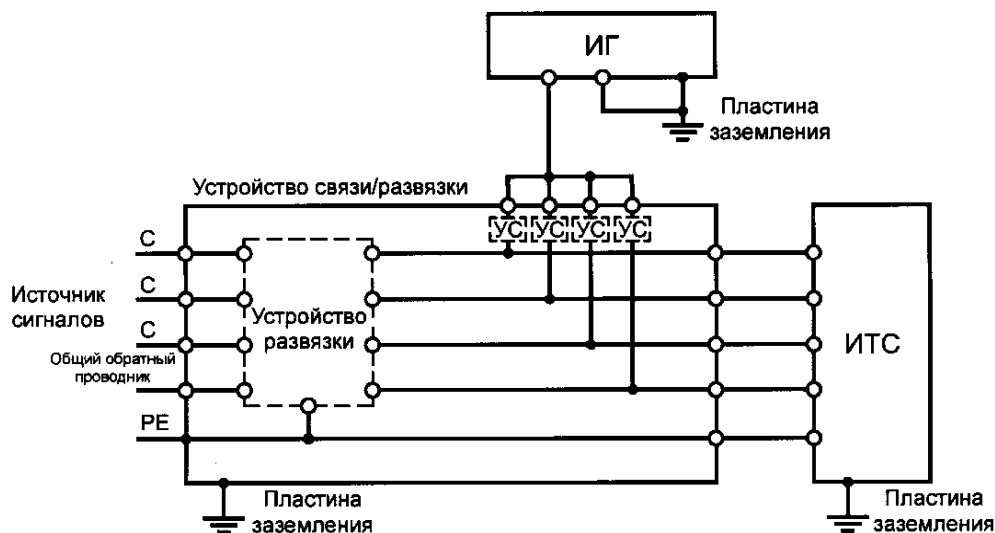 ИГ
Пластина
заземления
Устройство связи/развязки
УС УС УС УС
С
Источник
сигналов
С
С
Устройство
развязки
ИТС
Общий обратный
проводник
PE
Пластина
заземления
Пластина
заземления